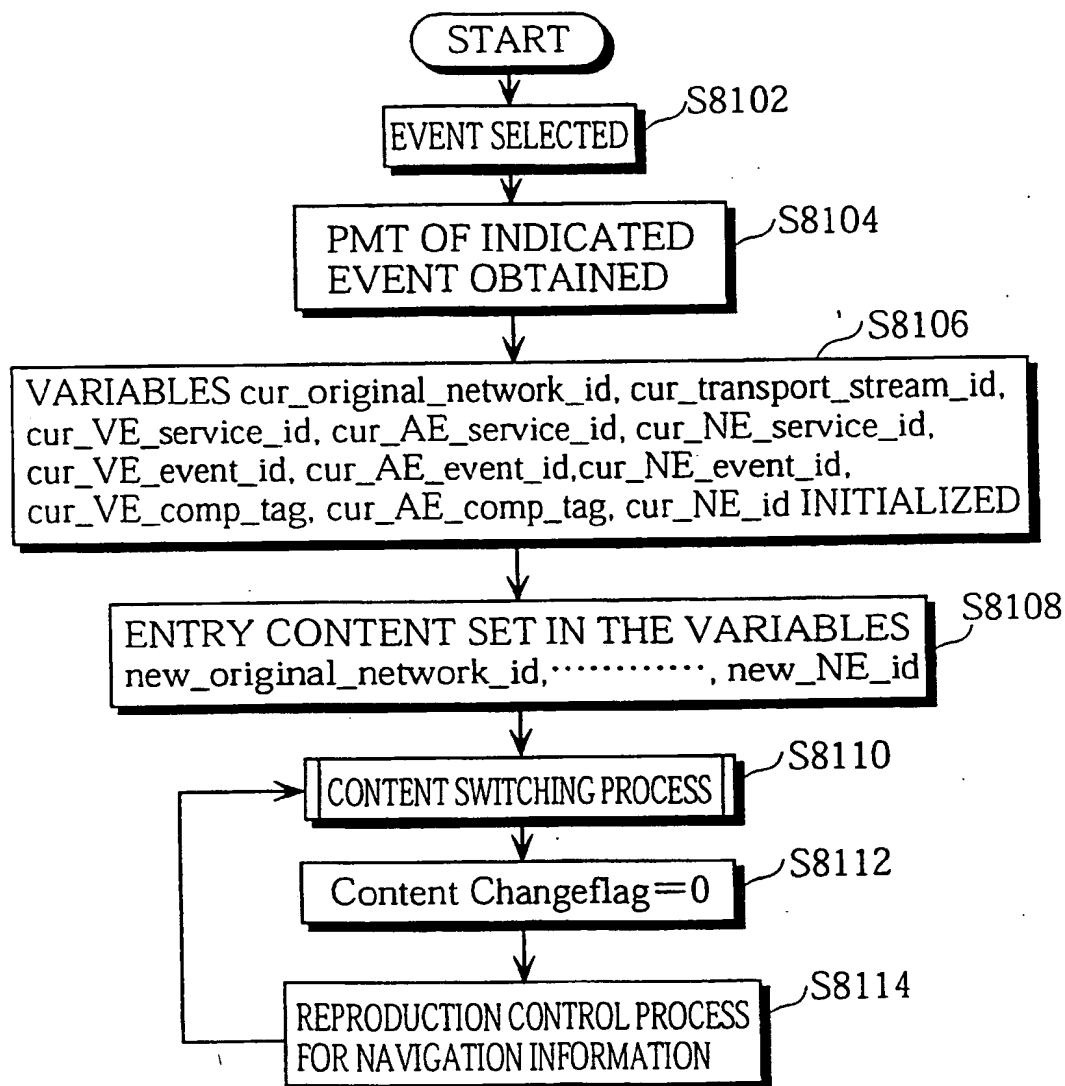 START
S8102
EVENT SELECTED
S8104
PMT OF INDICATED
EVENT OBTAINED
S8106
VARIABLES cur_original_network_id, cur_transport_stream_id,
cur_VE_service_id, cur_AE_service_id, cur_NE_service_id,
cur_VE_event_id, cur_AE_event_id,cur_NE_event_id,
cur_VE_comp_tag, cur_AE_comp_tag, cur_NE_id INITIALIZED
S8108
ENTRY CONTENT SET IN THE VARIABLES
new_original_network_id,············, new_NE_id
S8110
CONTENT SWITCHING PROCESS
S8112
Content Changeflag=0
S8114
REPRODUCTION CONTROL PROCESS
FOR NAVIGATION INFORMATION